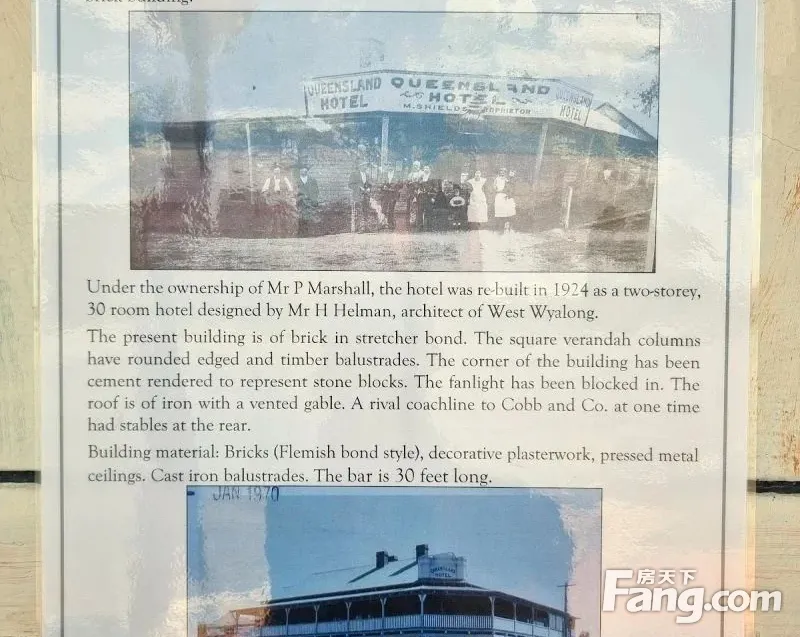 brick building.
QUEENSLAND HOTEL
QUEENSLAND HOTEL
M. SHIELDS PROPRIETOR
HOTEL
Under the ownership of Mr P Marshall, the hotel was re-built in 1924 as a two-storey,
30 room hotel designed by Mr H Helman, architect of West Wyalong.
The present building is of brick in stretcher bond. The square verandah columns
have rounded edged and timber balustrades. The corner of the building has been
cement rendered to represent stone blocks. The fanlight has been blocked in. The
roof is of iron with a vented gable. A rival coachline to Cobb and Co. at one time
had stables at the rear.
Building material: Bricks (Flemish bond style), decorative plasterwork, pressed metal
ceilings. Cast iron balustrades. The bar is 30 feet long.
JAN 1970
QUEENSLAND
HOTEL
房天下
Fang.com